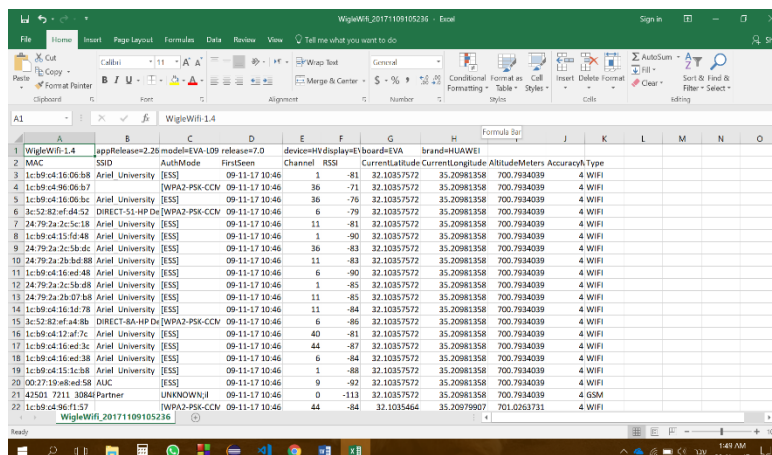 WigleWifi_20171109105236 - Excel Sign in
File Home Insert Page Layout Formulas Data Review View Tell me what you want to do
Cut
Copy
Format Painter
Paste
Calibri 11
B I U
Wrap Text
Merge & Center
General
$ % ,
Conditional Formatting
Format as Table
Cell Styles
Insert Delete Format
AutoSum
Fill
Clear
Sort & Filter
Find & Select
Clipboard Font Alignment Number Styles Cells Editing
A1 fx WigleWifi-1.4
Formula Bar
A B C D E F G H J K L M N O
1 WigleWifi-1.4 appRelease=2.26 model=EVA-L09 release=7.0 device=HV display=EV board=EVA brand=HUAWEI
2 MAC SSID AuthMode FirstSeen Channel RSSI CurrentLatitude CurrentLongitude AltitudeMeters AccuracyM Type
3 1c:b9:c4:16:06:b8 Ariel_University [ESS] 09-11-17 10:46 1 -81 32.10357572 35.20981358 700.7934039 4 WIFI
4 1c:b9:c4:96:06:b7 [WPA2-PSK-CCM 09-11-17 10:46 36 -71 32.10357572 35.20981358 700.7934039 4 WIFI
5 1c:b9:c4:16:06:bc Ariel_University [ESS] 09-11-17 10:46 36 -76 32.10357572 35.20981358 700.7934039 4 WIFI
6 3c:52:82:ef:d4:52 DIRECT-51-HP De [WPA2-PSK-CCM 09-11-17 10:46 6 -79 32.10357572 35.20981358 700.7934039 4 WIFI
7 24:79:2a:2c:5c:18 Ariel_University [ESS] 09-11-17 10:46 11 -81 32.10357572 35.20981358 700.7934039 4 WIFI
8 1c:b9:c4:15:fd:48 Ariel_University [ESS] 09-11-17 10:46 1 -90 32.10357572 35.20981358 700.7934039 4 WIFI
9 24:79:2a:2c:5b:dc Ariel_University [ESS] 09-11-17 10:46 36 -83 32.10357572 35.20981358 700.7934039 4 WIFI
10 24:79:2a:2b:bd:88 Ariel_University [ESS] 09-11-17 10:46 11 -83 32.10357572 35.20981358 700.7934039 4 WIFI
11 1c:b9:c4:16:ed:48 Ariel_University [ESS] 09-11-17 10:46 6 -90 32.10357572 35.20981358 700.7934039 4 WIFI
12 24:79:2a:2c:5b:d8 Ariel_University [ESS] 09-11-17 10:46 1 -85 32.10357572 35.20981358 700.7934039 4 WIFI
13 24:79:2a:2b:07:b8 Ariel_University [ESS] 09-11-17 10:46 11 -85 32.10357572 35.20981358 700.7934039 4 WIFI
14 1c:b9:c4:16:1d:78 Ariel_University [ESS] 09-11-17 10:46 11 -84 32.10357572 35.20981358 700.7934039 4 WIFI
15 3c:52:82:ef:a4:8b DIRECT-8A-HP De [WPA2-PSK-CCM 09-11-17 10:46 6 -86 32.10357572 35.20981358 700.7934039 4 WIFI
16 1c:b9:c4:12:af:7c Ariel_University [ESS] 09-11-17 10:46 40 -81 32.10357572 35.20981358 700.7934039 4 WIFI
17 1c:b9:c4:16:ed:3c Ariel_University [ESS] 09-11-17 10:46 44 -87 32.10357572 35.20981358 700.7934039 4 WIFI
18 1c:b9:c4:16:ed:38 Ariel_University [ESS] 09-11-17 10:46 6 -84 32.10357572 35.20981358 700.7934039 4 WIFI
19 1c:b9:c4:15:1c:b8 Ariel_University [ESS] 09-11-17 10:46 1 -88 32.10357572 35.20981358 700.7934039 4 WIFI
20 00:27:19:e8:ed:58 AUC [ESS] 09-11-17 10:46 9 -92 32.10357572 35.20981358 700.7934039 4 WIFI
21 42501_7211_3084 Partner UNKNOWN;il 09-11-17 10:46 0 -113 32.10357572 35.20981358 700.7934039 4 GSM
22 1c:b9:c4:96:f1:57 [WPA2-PSK-CCM 09-11-17 10:46 44 -84 32.1035464 35.20979907 701.0263731 4 WIFI
WigleWifi_20171109105236
Ready
1:49 AM